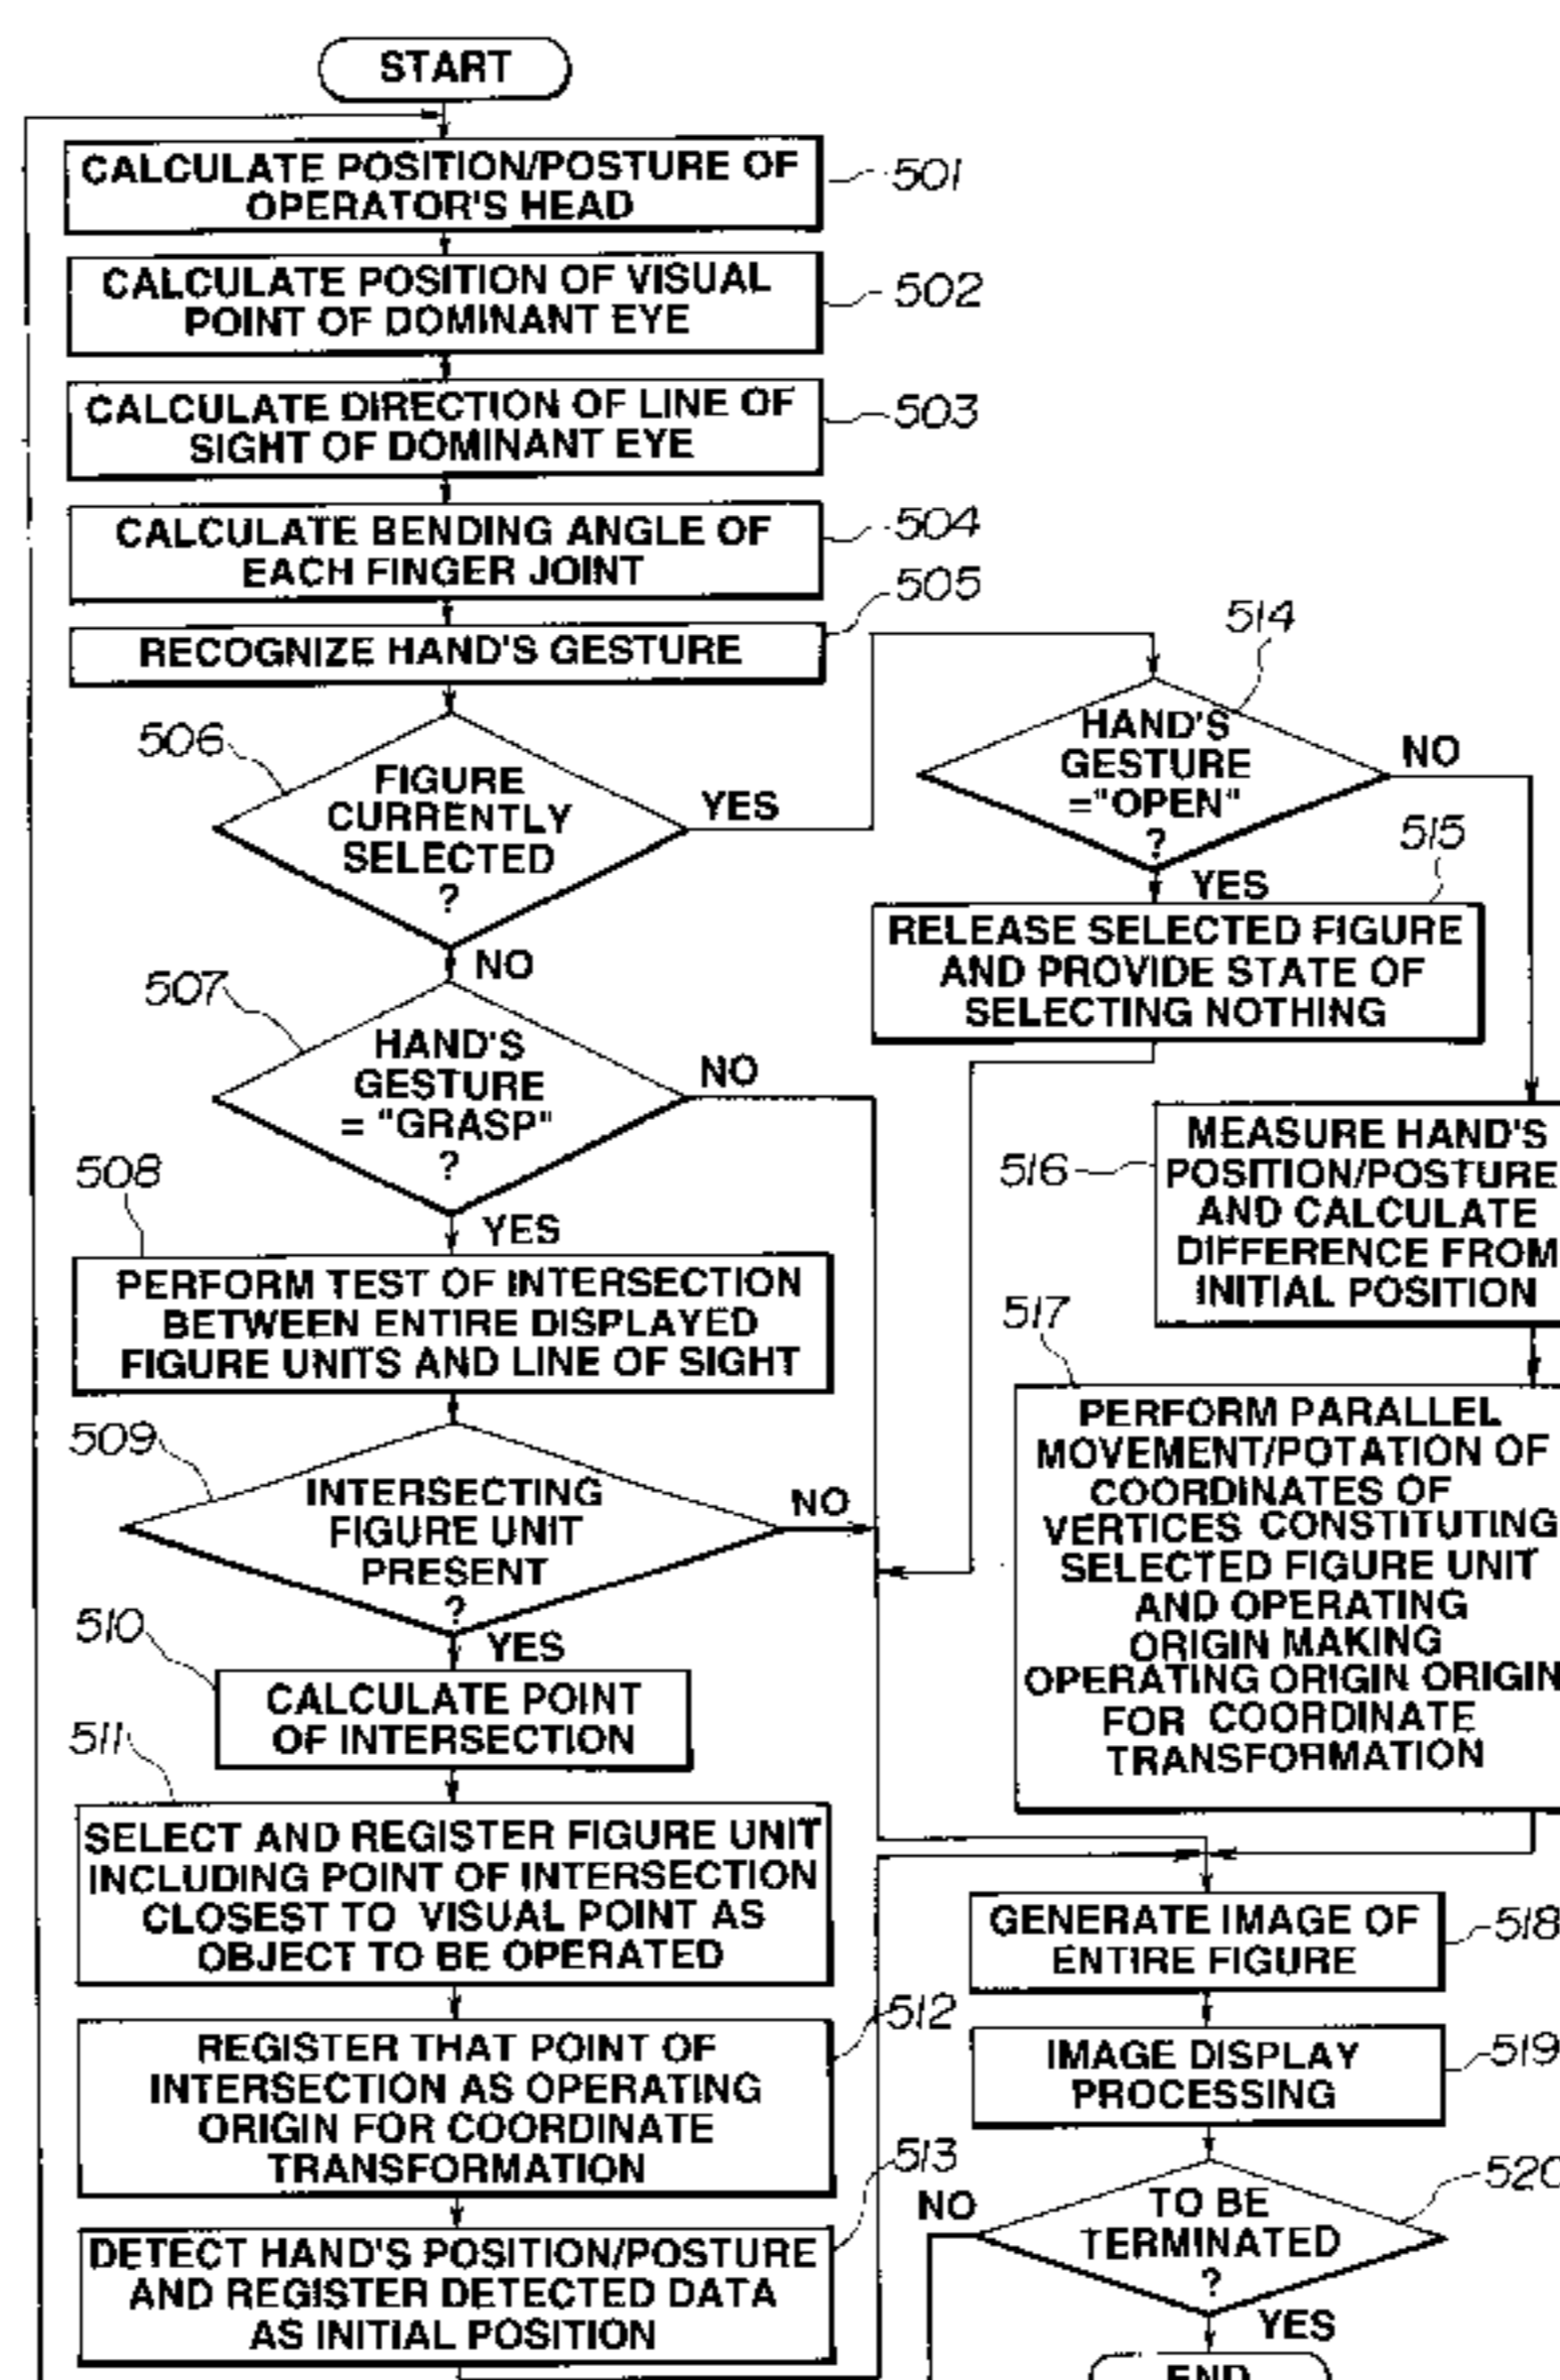 START
CALCULATE POSITION/POSTURE OF
OPERATOR'S HEAD
501
CALCULATE POSITION OF VISUAL
POINT OF DOMINANT EYE
502
CALCULATE DIRECTION OF LINE OF
SIGHT OF DOMINANT EYE
503
CALCULATE BENDING ANGLE OF
EACH FINGER JOINT
504
RECOGNIZE HAND'S GESTURE
505
506
FIGURE
CURRENTLY
SELECTED
?
YES
NO
507
HAND'S
GESTURE
= "GRASP"
?
NO
YES
508
PERFORM TEST OF INTERSECTION
BETWEEN ENTIRE DISPLAYED
FIGURE UNITS AND LINE OF SIGHT
509
INTERSECTING
FIGURE UNIT
PRESENT
?
NO
YES
510
CALCULATE POINT
OF INTERSECTION
511
SELECT AND REGISTER FIGURE UNIT
INCLUDING POINT OF INTERSECTION
CLOSEST TO VISUAL POINT AS
OBJECT TO BE OPERATED
512
REGISTER THAT POINT OF
INTERSECTION AS OPERATING
ORIGIN FOR COORDINATE
TRANSFORMATION
513
DETECT HAND'S POSITION/POSTURE
AND REGISTER DETECTED DATA
AS INITIAL POSITION
514
HAND'S
GESTURE
="OPEN"
?
NO
YES
515
RELEASE SELECTED FIGURE
AND PROVIDE STATE OF
SELECTING NOTHING
516
MEASURE HAND'S
POSITION/POSTURE
AND CALCULATE
DIFFERENCE FROM
INITIAL POSITION
517
PERFORM PARALLEL
MOVEMENT/POTATION OF
COORDINATES OF
VERTICES CONSTITUTING
SELECTED FIGURE UNIT
AND OPERATING
ORIGIN MAKING
OPERATING ORIGIN ORIGIN
FOR COORDINATE
TRANSFORMATION
GENERATE IMAGE OF
ENTIRE FIGURE
518
IMAGE DISPLAY
PROCESSING
519
520
TO BE
TERMINATED
?
NO
YES
END